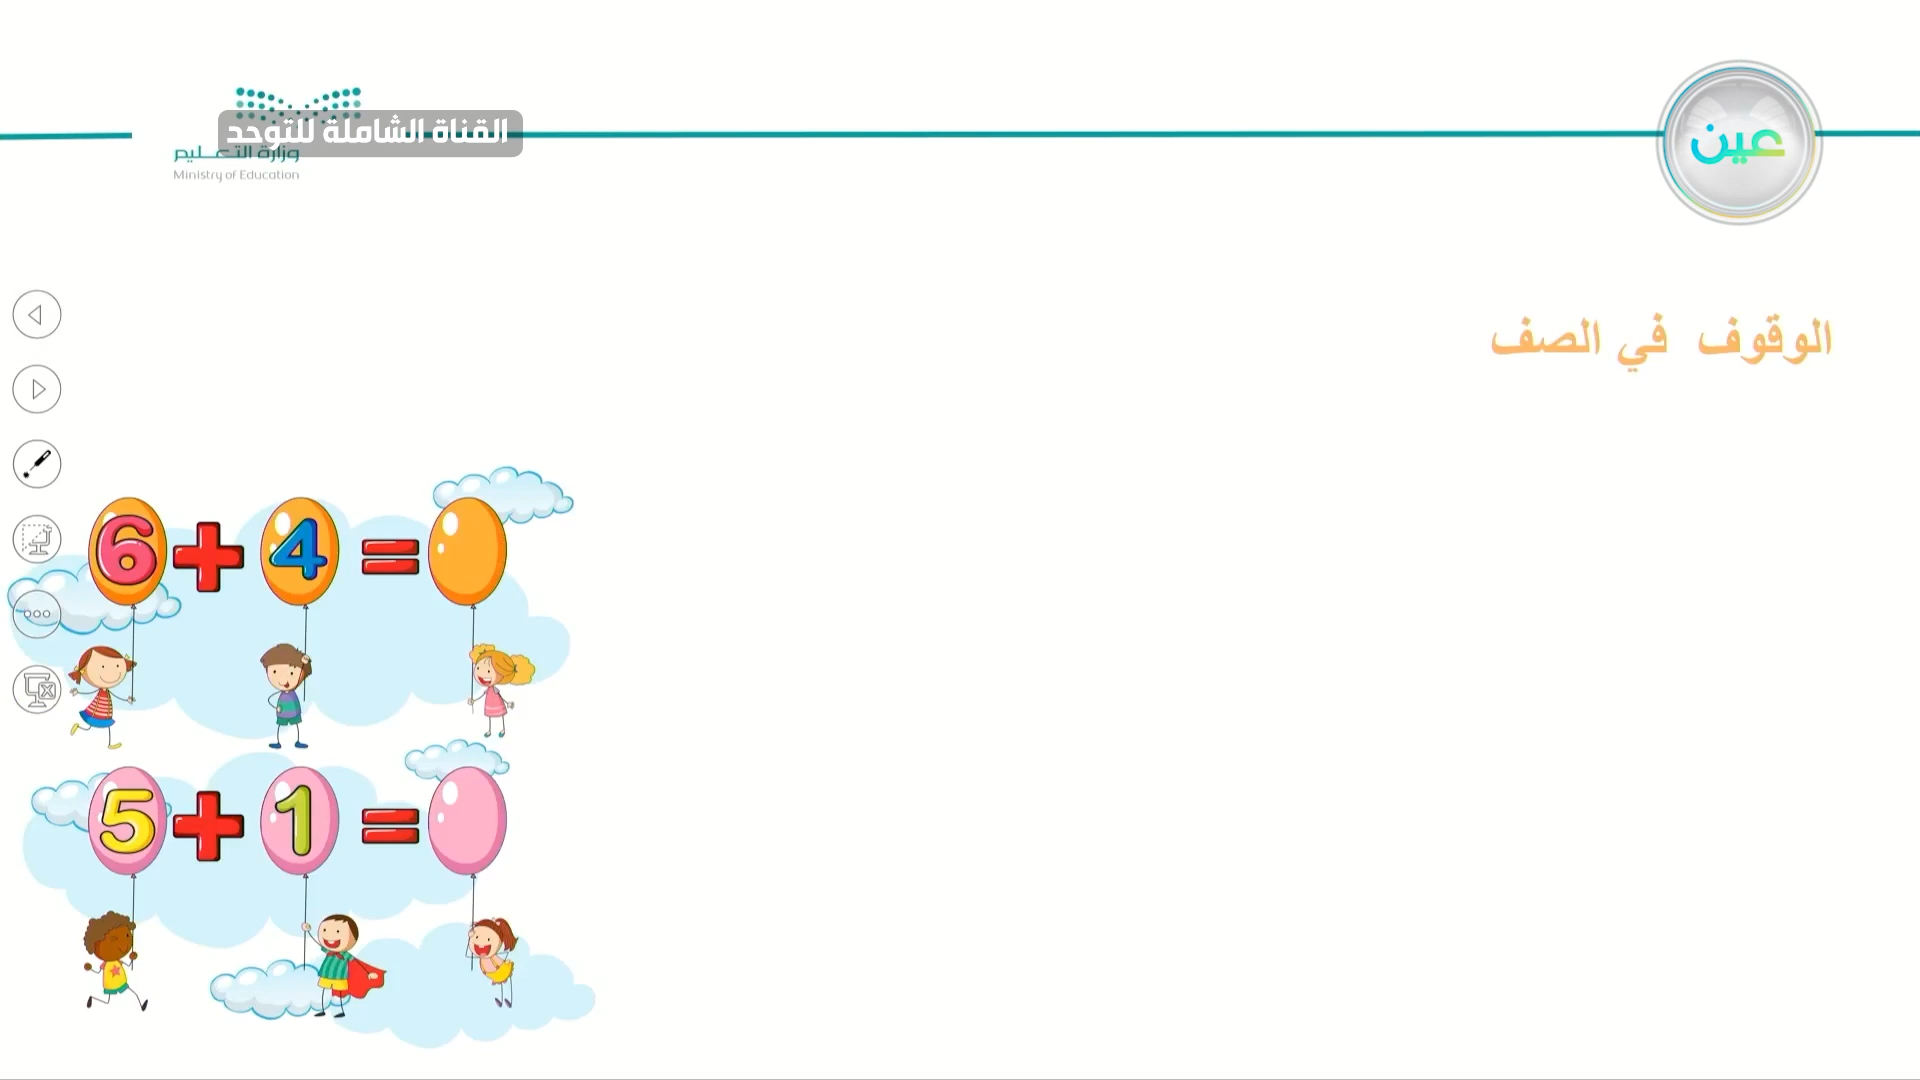 القناة الشاملة للتوحد
وزارة التعليم
Ministry of Education
عين
الوقوف في الصف
6 + 4 =
5 + 1 =